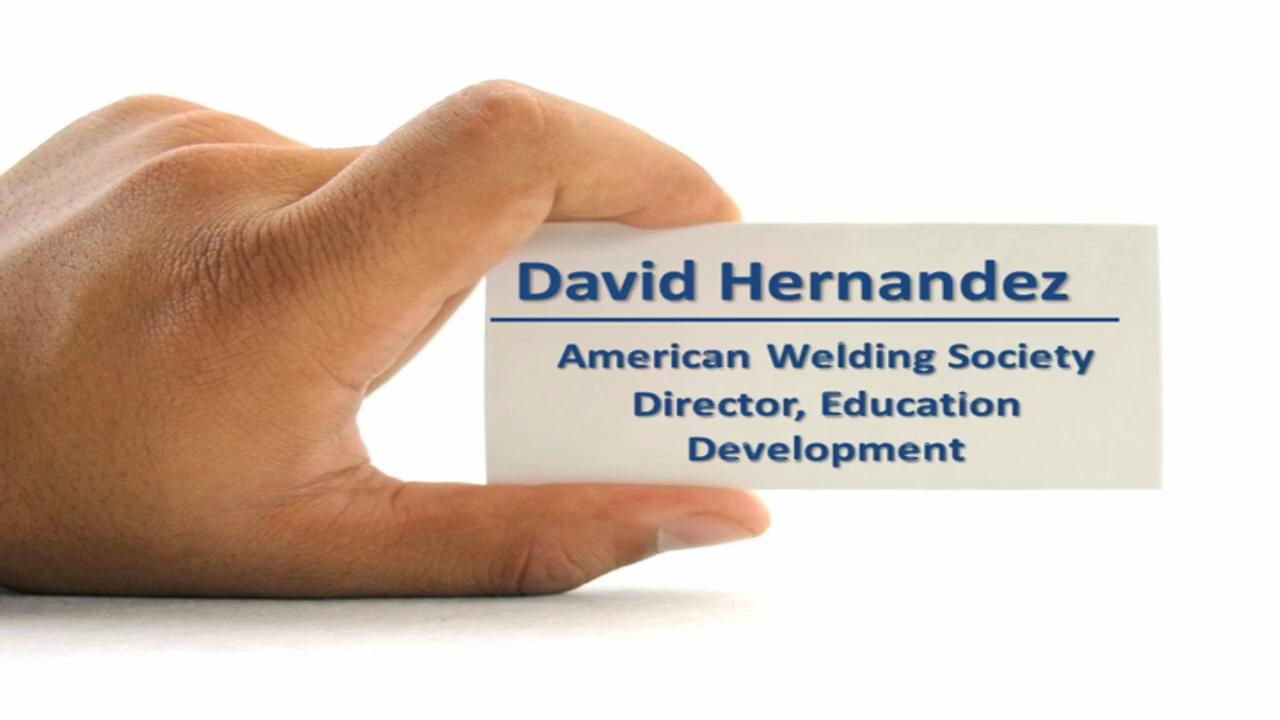 David Hernandez
American Welding Society
Director, Education
Development